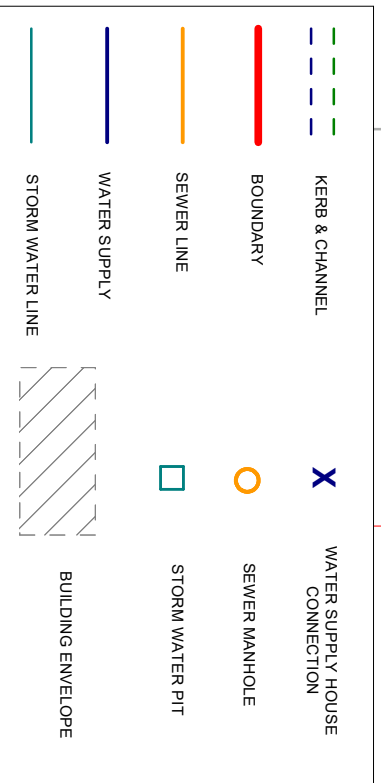 KERB & CHANNEL
BOUNDARY
SEWER LINE
WATER SUPPLY
STORM WATER LINE
X
WATER SUPPLY HOUSE
CONNECTION
SEWER MANHOLE
STORM WATER PIT
BUILDING ENVELOPE